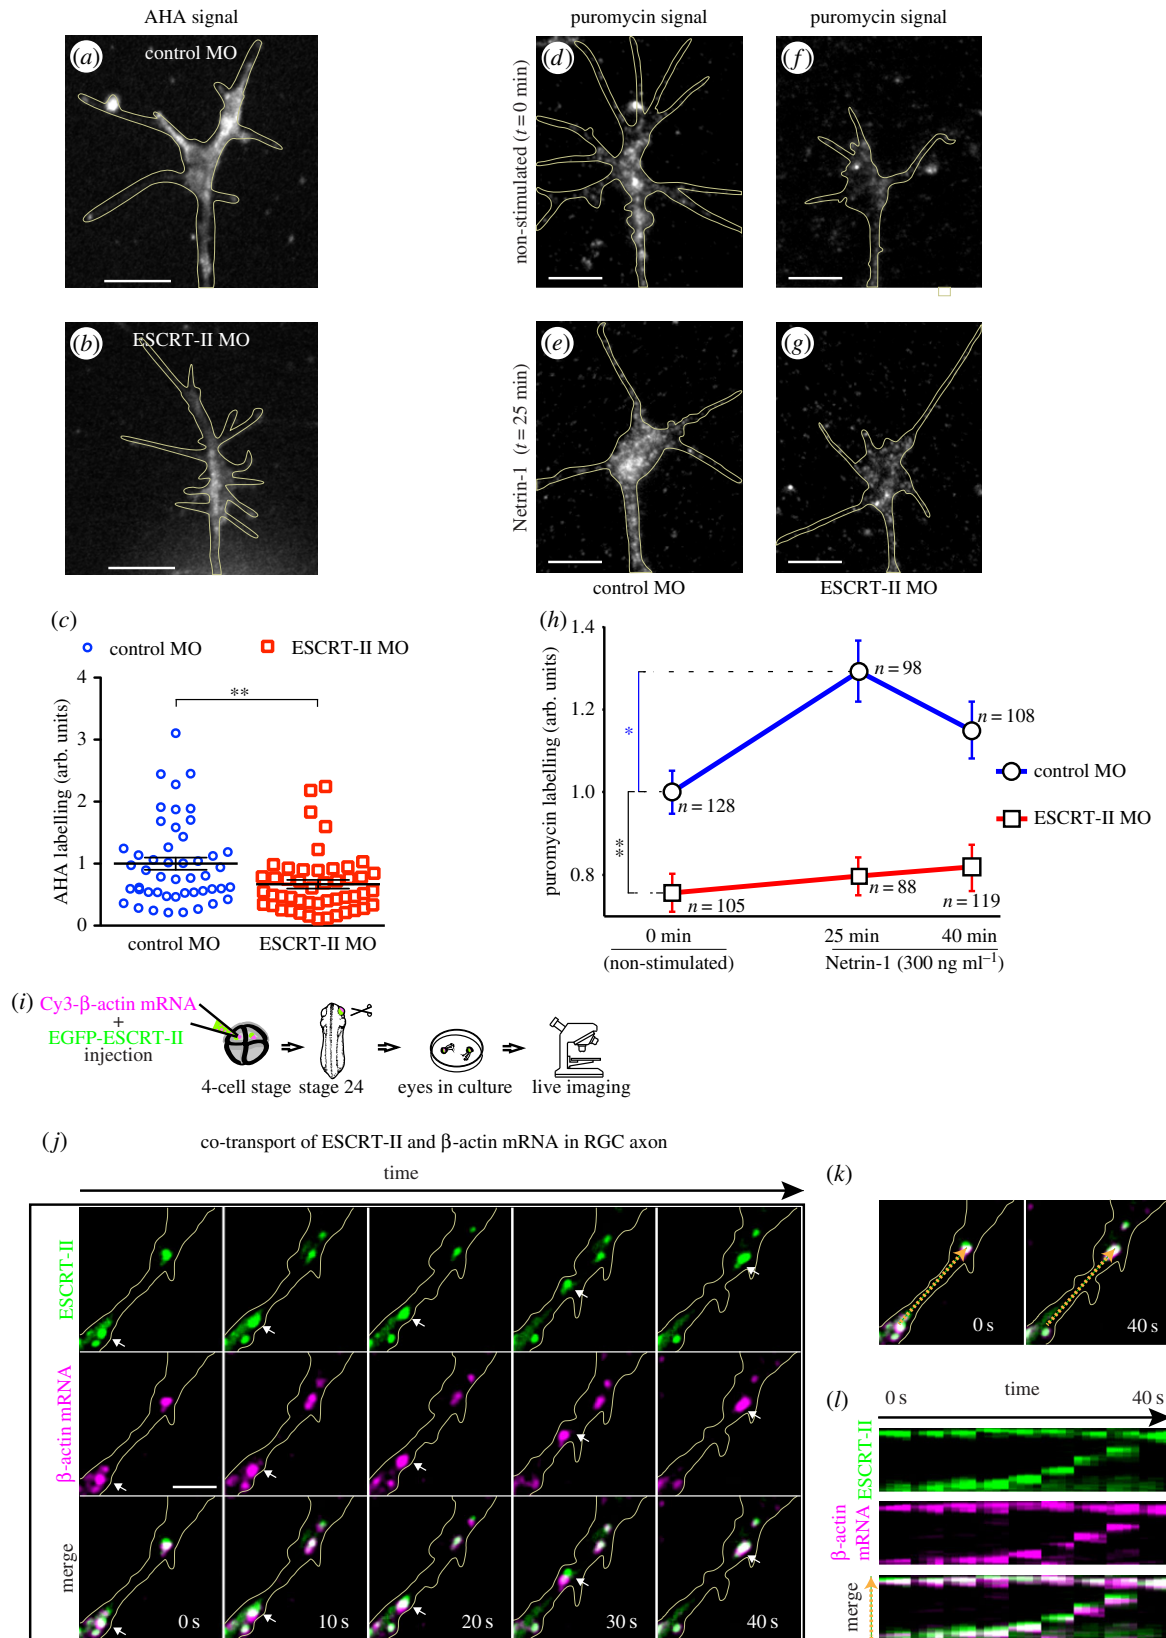 AHA signal
puromycin signal
puromycin signal
(a)
control MO
(d)
(f)
non-stimulated (t = 0 min)
(b)
ESCRT-II MO
(e)
(g)
Netrin-1 (t = 25 min)
control MO
ESCRT-II MO
(c)
control MO
ESCRT-II MO
AHA labelling (arb. units)
4
3
2
1
0
**
control MO
ESCRT-II MO
(h)
puromycin labelling (arb. units)
1.4
1.2
1.0
0.8
*
**
n = 98
n = 108
n = 128
n = 105
n = 88
n = 119
control MO
ESCRT-II MO
0 min
25 min
40 min
(non-stimulated)
Netrin-1 (300 ng ml⁻¹)
(i)
Cy3-β-actin mRNA
+
EGFP-ESCRT-II
injection
4-cell stage
stage 24
eyes in culture
live imaging
(j)
co-transport of ESCRT-II and β-actin mRNA in RGC axon
time
ESCRT-II
β-actin mRNA
merge
0 s
10 s
20 s
30 s
40 s
(k)
0 s
40 s
(l)
0 s
time
40 s
ESCRT-II
β-actin
mRNA
merge